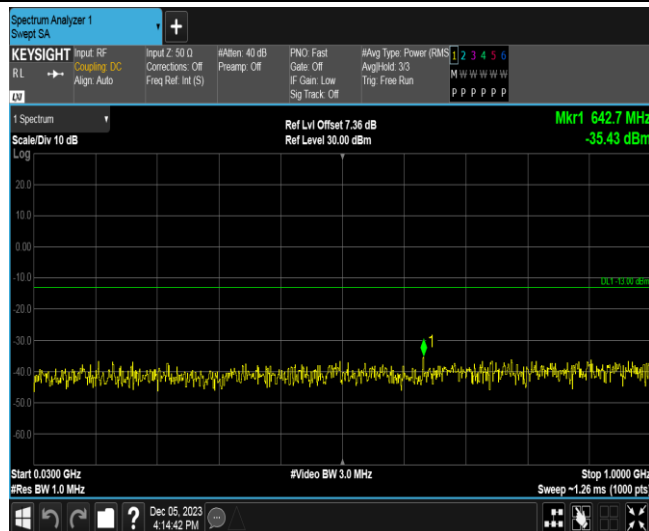 Spectrum Analyzer 1
Swept SA
+
KEYSIGHT
RL
Input: RF
Coupling: DC
Align: Auto
Input Z: 50 Ω
Corrections: Off
Freq Ref: Int (S)
#Atten: 40 dB
Preamp: Off
PNO: Fast
Gate: Off
IF Gain: Low
Sig Track: Off
#Avg Type: Power (RMS
Avg|Hold: 3/3
Trig: Free Run
1 2 3 4 5 6
M W W W W W
P P P P P P
1 Spectrum
Scale/Div 10 dB
Ref Lvl Offset 7.36 dB
Ref Level 30.00 dBm
Mkr1 642.7 MHz
-35.43 dBm
Log
20.0
10.0
0.00
-10.0
DL1 -13.00 dBm
-20.0
-30.0
1
-40.0
-50.0
-60.0
Start 0.0300 GHz
#Video BW 3.0 MHz
Stop 1.0000 GHz
#Res BW 1.0 MHz
Sweep ~1.26 ms (1000 pts)
?
Dec 05, 2023
4:14:42 PM